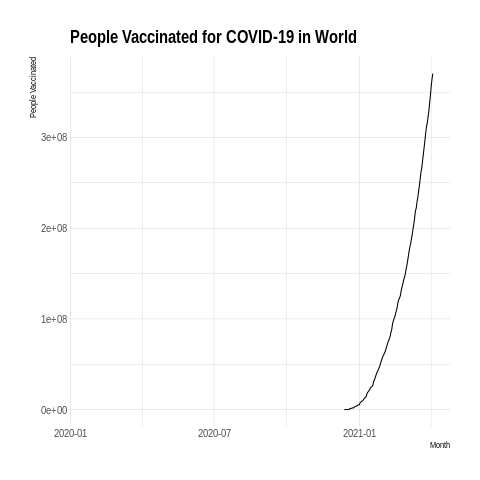 People Vaccinated for COVID-19 in World
People Vaccinated
3e+08
2e+08
1e+08
0e+00
2020-01
2020-07
2021-01
Month